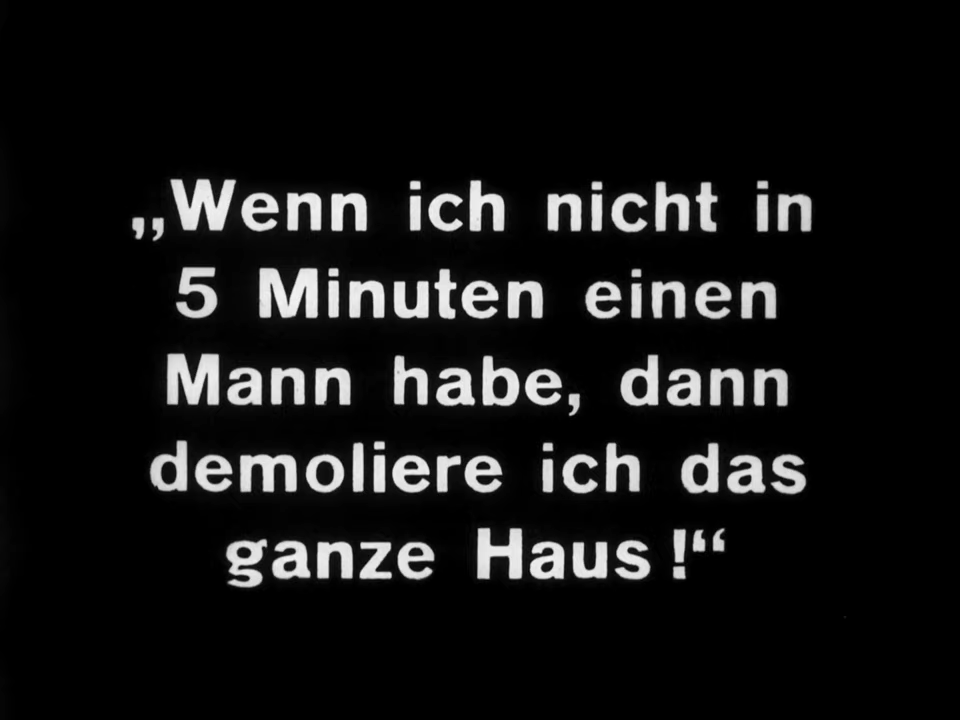 „Wenn ich nicht in
5 Minuten einen
Mann habe, dann
demoliere ich das
ganze Haus!“